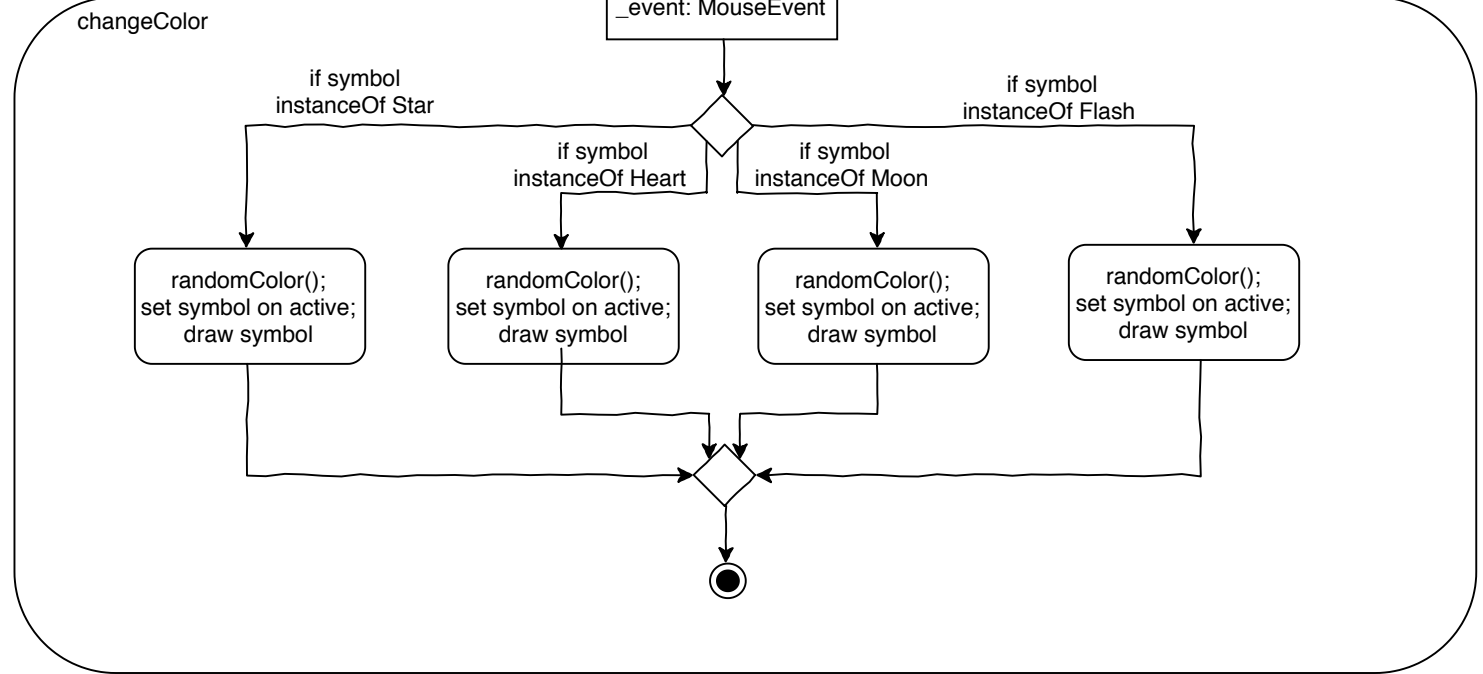 changeColor
_event: MouseEvent
if symbol
instanceOf Star
if symbol
instanceOf Heart
if symbol
instanceOf Moon
if symbol
instanceOf Flash
randomColor();
set symbol on active;
draw symbol
randomColor();
set symbol on active;
draw symbol
randomColor();
set symbol on active;
draw symbol
randomColor();
set symbol on active;
draw symbol